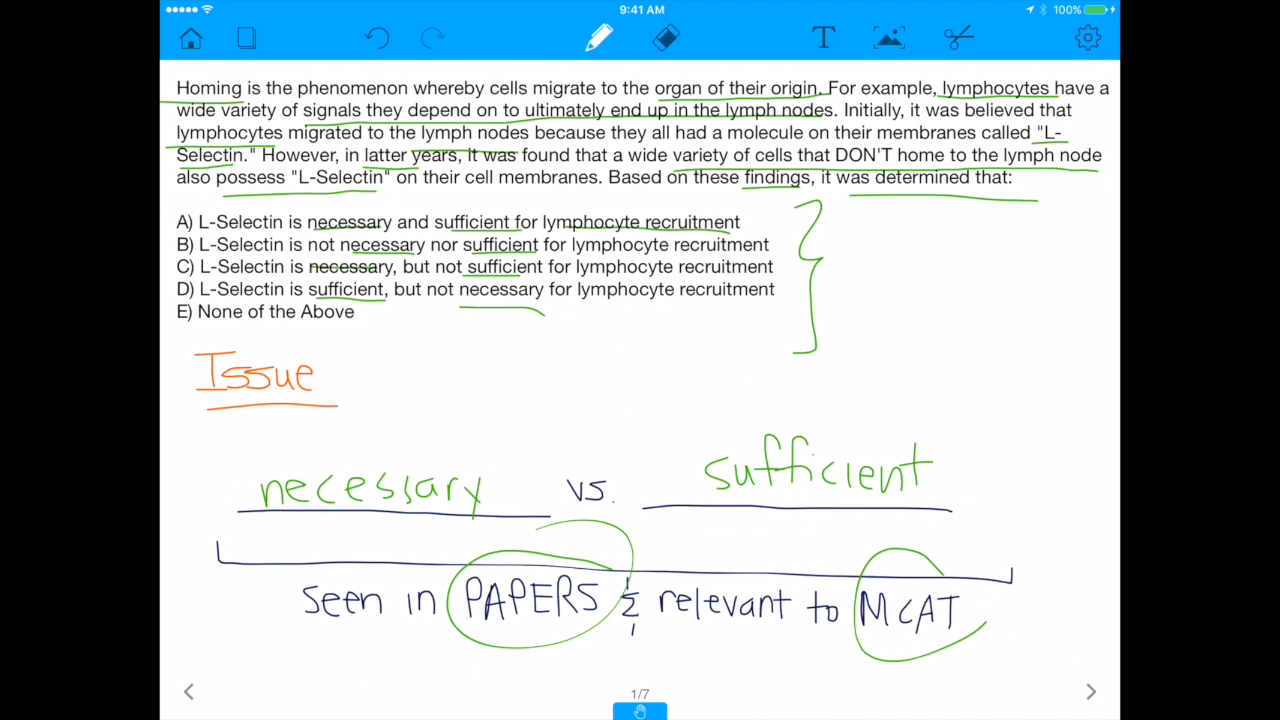 9:41 AM
100%
T
Homing is the phenomenon whereby cells migrate to the organ of their origin. For example, lymphocytes have a
wide variety of signals they depend on to ultimately end up in the lymph nodes. Initially, it was believed that
lymphocytes migrated to the lymph nodes because they all had a molecule on their membranes called "L-
Selectin." However, in latter years, it was found that a wide variety of cells that DON'T home to the lymph node
also possess "L-Selectin" on their cell membranes. Based on these findings, it was determined that:
A) L-Selectin is necessary and sufficient for lymphocyte recruitment
B) L-Selectin is not necessary nor sufficient for lymphocyte recruitment
C) L-Selectin is necessary, but not sufficient for lymphocyte recruitment
D) L-Selectin is sufficient, but not necessary for lymphocyte recruitment
E) None of the Above
Issue
necessary vs. sufficient
seen in PAPERS & relevant to MCAT
1/7